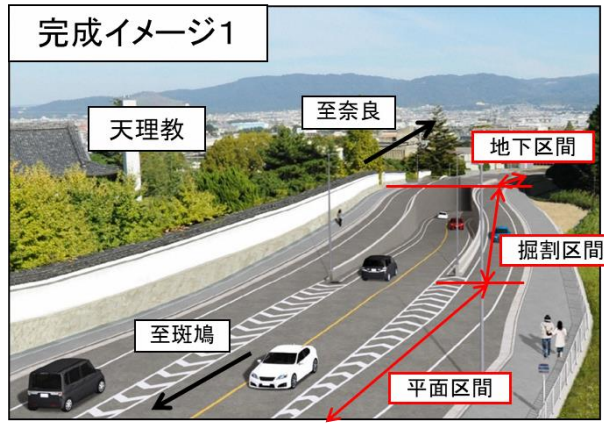 完成イメージ1
天理教
至奈良
地下区間
掘割区間
至斑鳩
平面区間